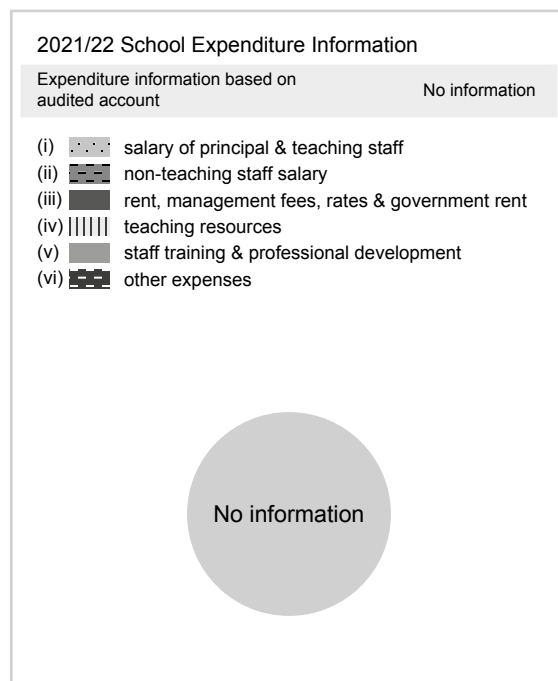 2021/22 School Expenditure Information
Expenditure information based on
audited account
No information
(i) salary of principal & teaching staff
(ii) non-teaching staff salary
(iii) rent, management fees, rates & government rent
(iv) teaching resources
(v) staff training & professional development
(vi) other expenses
No information